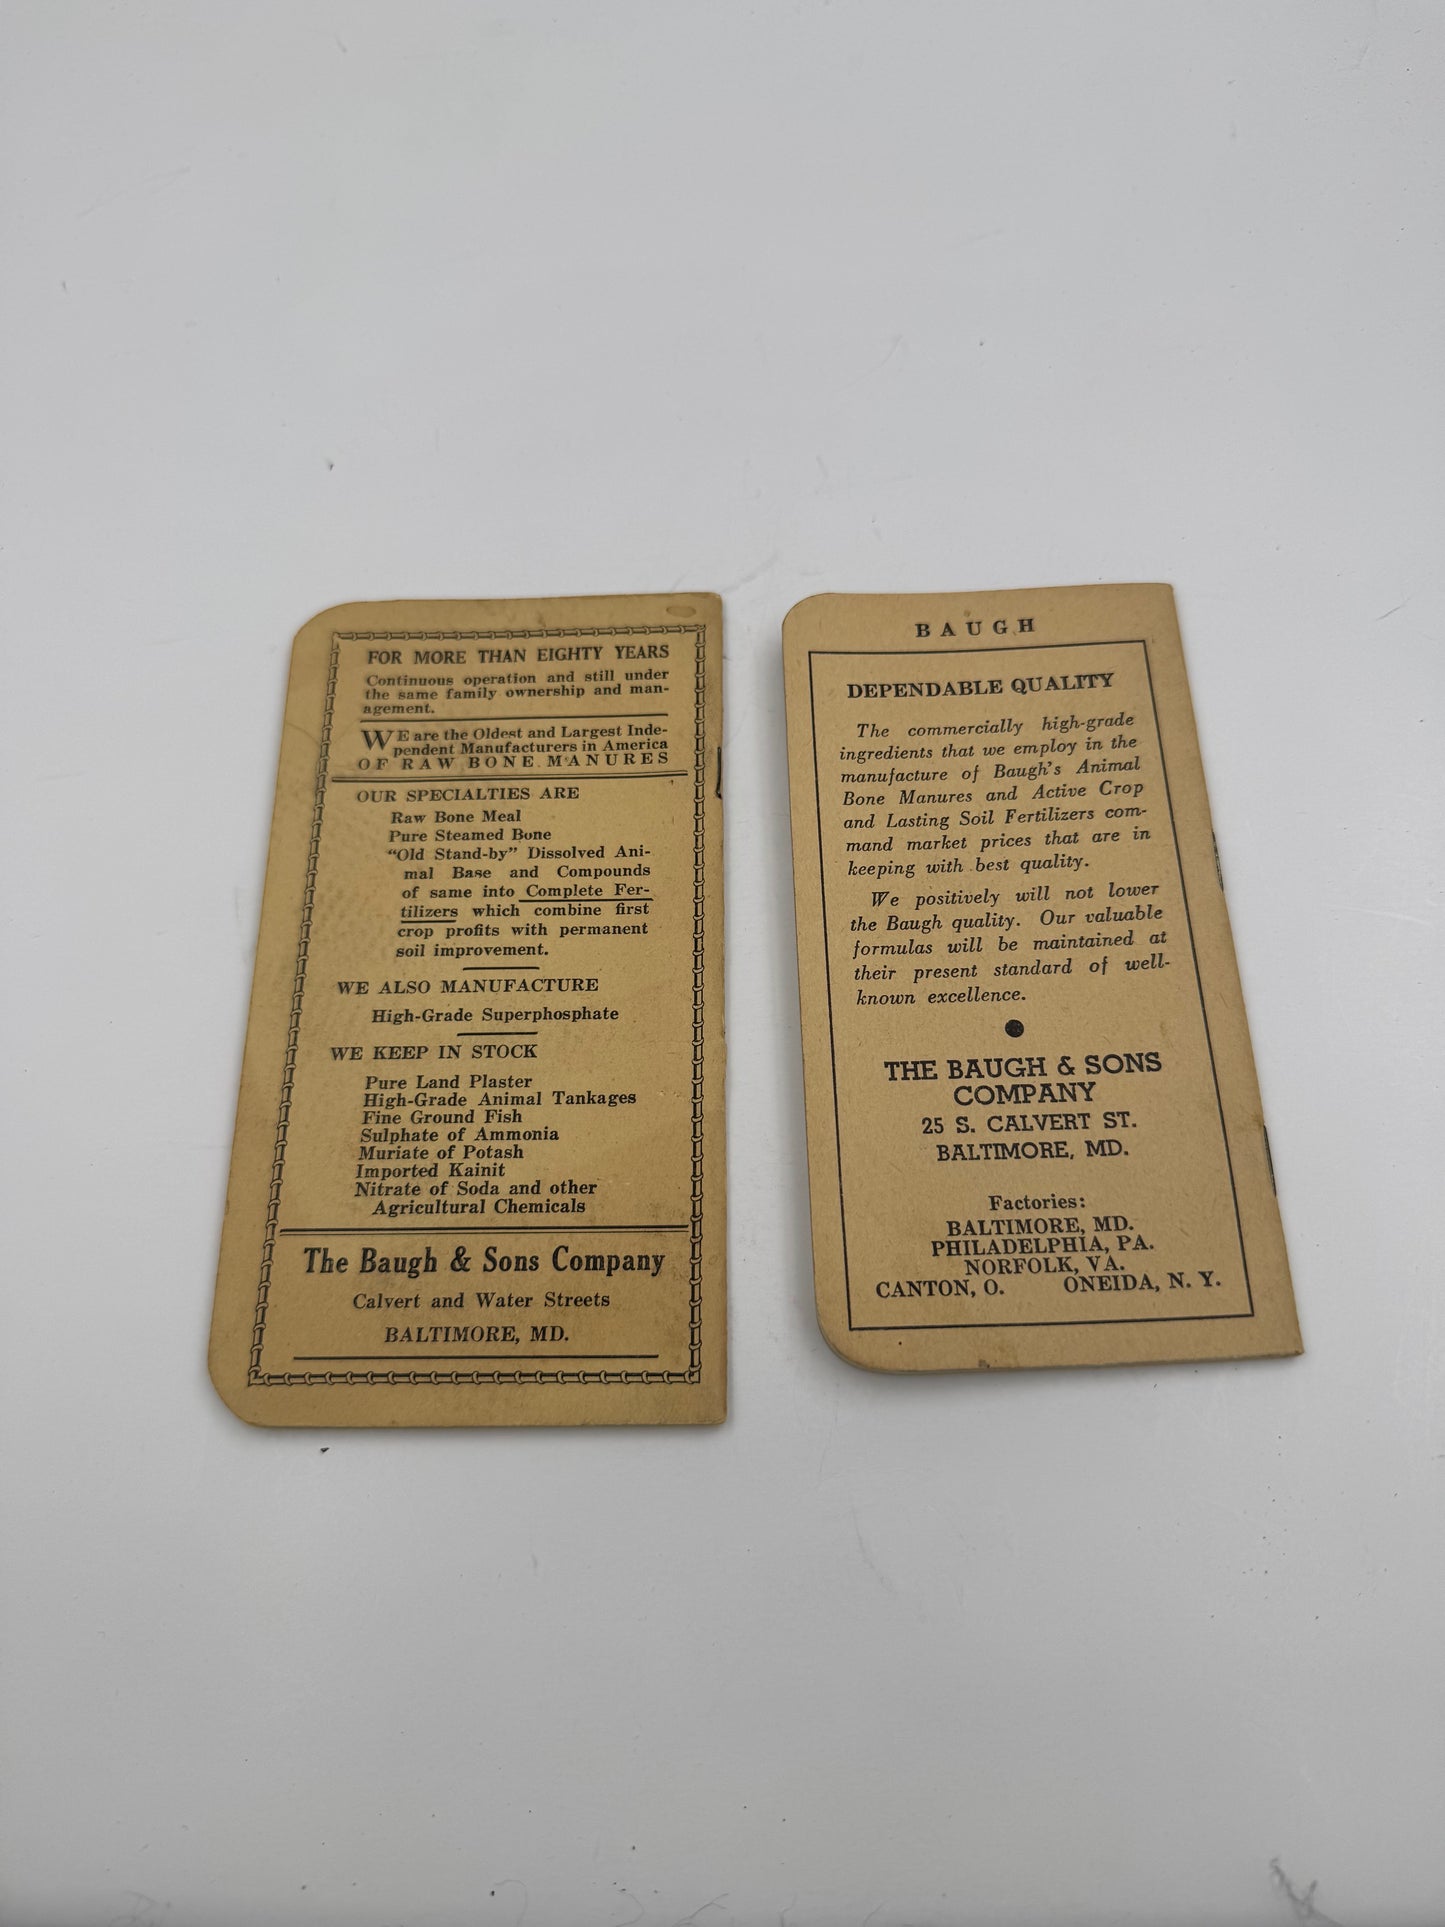 FOR MORE THAN EIGHTY YEARS
Continuous operation and still under
the same family ownership and man-
agement.
WE are the Oldest and Largest Inde-
pendent Manufacturers in America
OF RAW BONE MANURES
OUR SPECIALTIES ARE
Raw Bone Meal
Pure Steamed Bone
“Old Stand-by” Dissolved Ani-
mal Base and Compounds
of same into Complete Fer-
tilizers which combine first
crop profits with permanent
soil improvement.
WE ALSO MANUFACTURE
High-Grade Superphosphate
WE KEEP IN STOCK
Pure Land Plaster
High-Grade Animal Tankages
Fine Ground Fish
Sulphate of Ammonia
Muriate of Potash
Imported Kainit
Nitrate of Soda and other
Agricultural Chemicals
The Baugh & Sons Company
Calvert and Water Streets
BALTIMORE, MD.
BAUGH
DEPENDABLE QUALITY
The commercially high-grade
ingredients that we employ in the
manufacture of Baugh's Animal
Bone Manures and Active Crop
and Lasting Soil Fertilizers com-
mand market prices that are in
keeping with best quality.
We positively will not lower
the Baugh quality. Our valuable
formulas will be maintained at
their present standard of well-
known excellence.
THE BAUGH & SONS
COMPANY
25 S. CALVERT ST.
BALTIMORE, MD.
Factories:
BALTIMORE, MD.
PHILADELPHIA, PA.
NORFOLK, VA.
CANTON, O. ONEIDA, N. Y.